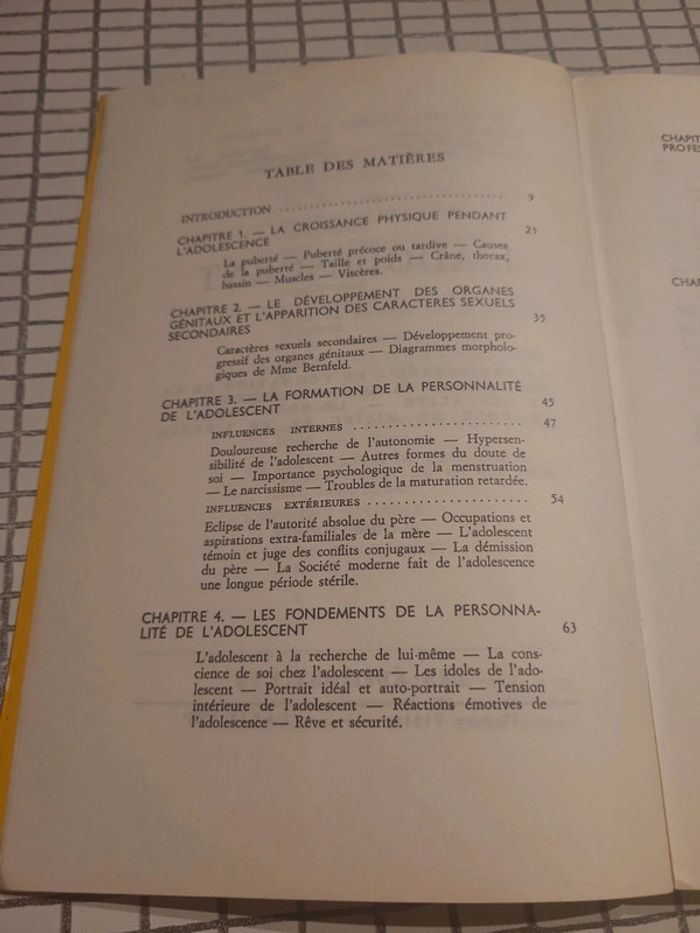 TABLE DES MATIÈRES
INTRODUCTION .......................... 9
CHAPITRE 1. — LA CROISSANCE PHYSIQUE PENDANT
L'ADOLESCENCE 23
La puberté — Puberté précoce ou tardive — Causes
de la puberté — Taille et poids — Crâne, thorax,
bassin — Muscles — Viscères.
CHAPITRE 2. — LE DÉVELOPPEMENT DES ORGANES
GÉNITAUX ET L'APPARITION DES CARACTERES SEXUELS
SECONDAIRES 35
Caractères sexuels secondaires — Développement pro-
gressif des organes génitaux — Diagrammes morpholo-
giques de Mme Bernfeld.
CHAPITRE 3. — LA FORMATION DE LA PERSONNALITÉ
DE L'ADOLESCENT 45
INFLUENCES INTERNES ........................ 47
Douloureuse recherche de l'autonomie — Hypersen-
sibilité de l'adolescent — Autres formes du doute de
soi — Importance psychologique de la menstruation
— Le narcissisme — Troubles de la maturation retardée.
INFLUENCES EXTÉRIEURES ....................... 54
Eclipse de l'autorité absolue du père — Occupations et
aspirations extra-familiales de la mère — L'adolescent
témoin et juge des conflits conjugaux — La démission
du père — La Société moderne fait de l'adolescence
une longue période stérile.
CHAPITRE 4. — LES FONDEMENTS DE LA PERSONNA-
LITÉ DE L'ADOLESCENT 63
L'adolescent à la recherche de lui-même — La cons-
cience de soi chez l'adolescent — Les idoles de l'ado-
lescent — Portrait idéal et auto-portrait — Tension
intérieure de l'adolescent — Réactions émotives de
l'adolescence — Rêve et sécurité.
CHAPIT
PROFES
CHAP